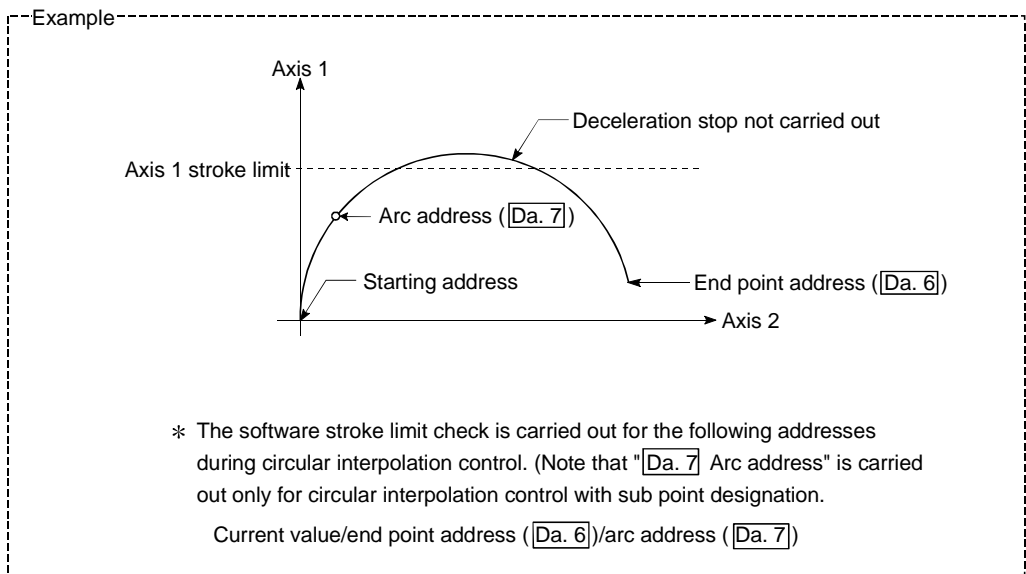 Example
Axis 1
Deceleration stop not carried out
Axis 1 stroke limit
Arc address (Da. 7)
Starting address
End point address (Da. 6)
Axis 2
* The software stroke limit check is carried out for the following addresses
during circular interpolation control. (Note that "Da. 7 Arc address" is carried
out only for circular interpolation control with sub point designation.
Current value/end point address (Da. 6)/arc address (Da. 7)